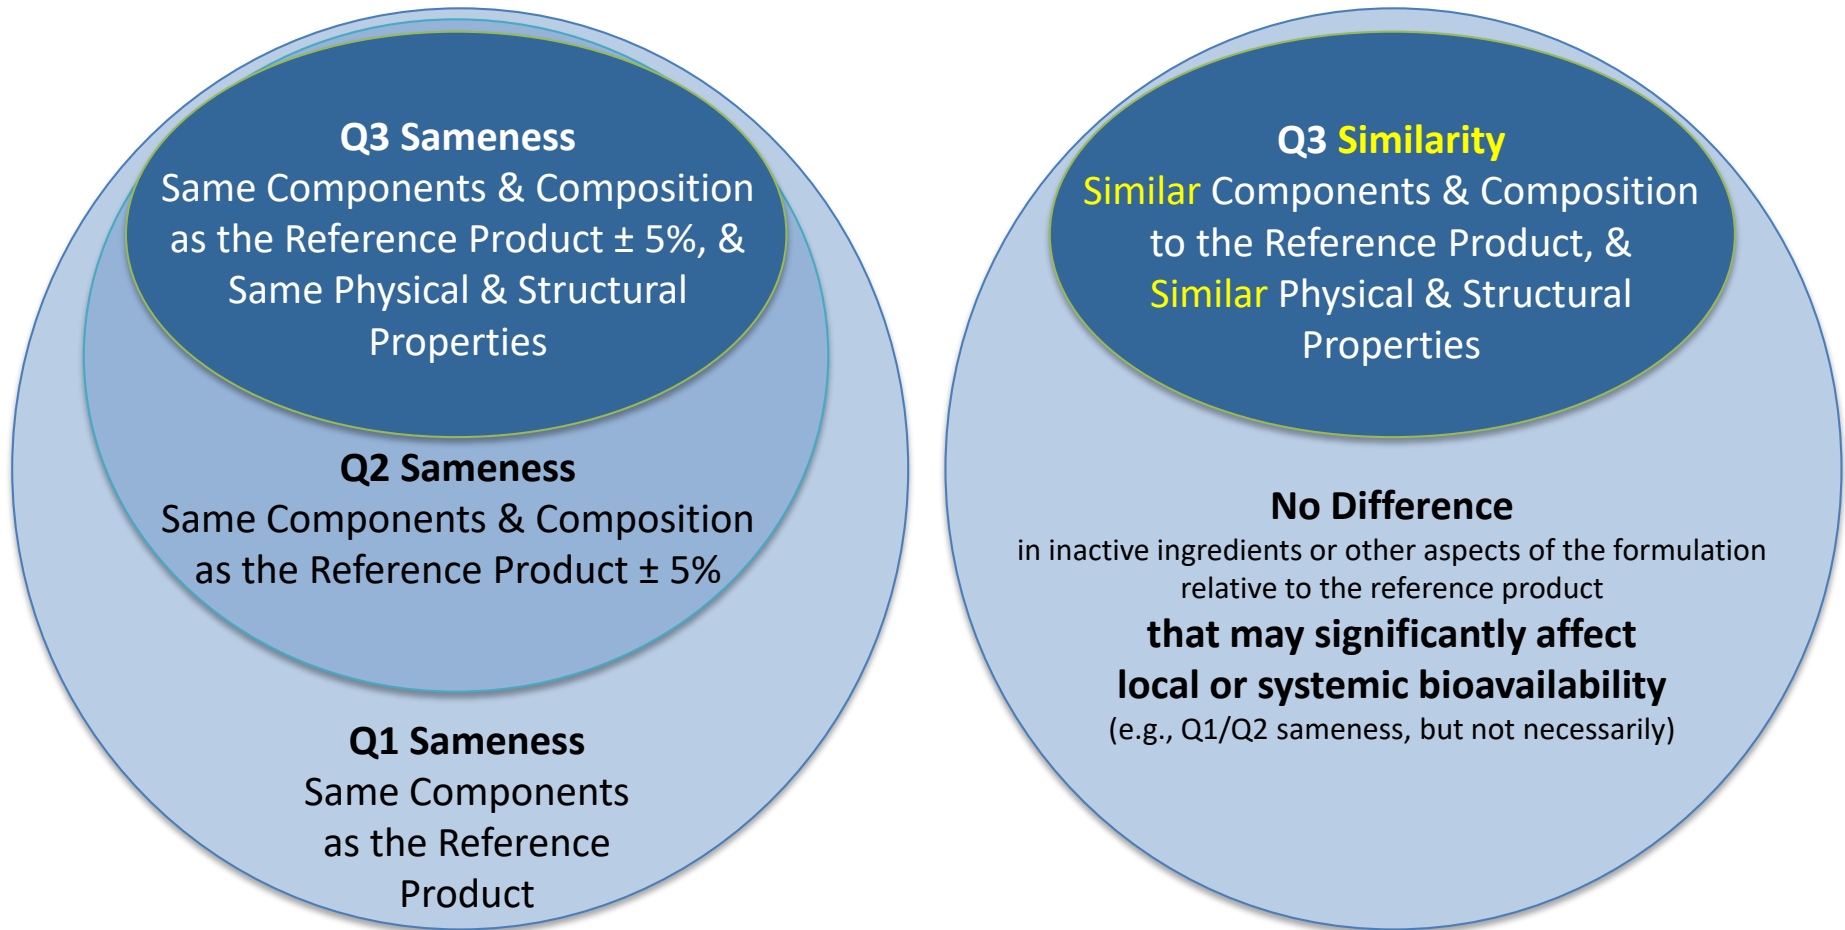 Q3 Sameness
Same Components & Composition
as the Reference Product ± 5%, &
Same Physical & Structural
Properties
Q2 Sameness
Same Components & Composition
as the Reference Product ± 5%
Q1 Sameness
Same Components
as the Reference
Product
Q3 Similarity
Similar Components & Composition
to the Reference Product, &
Similar Physical & Structural
Properties
No Difference
in inactive ingredients or other aspects of the formulation
relative to the reference product
that may significantly affect
local or systemic bioavailability
(e.g., Q1/Q2 sameness, but not necessarily)